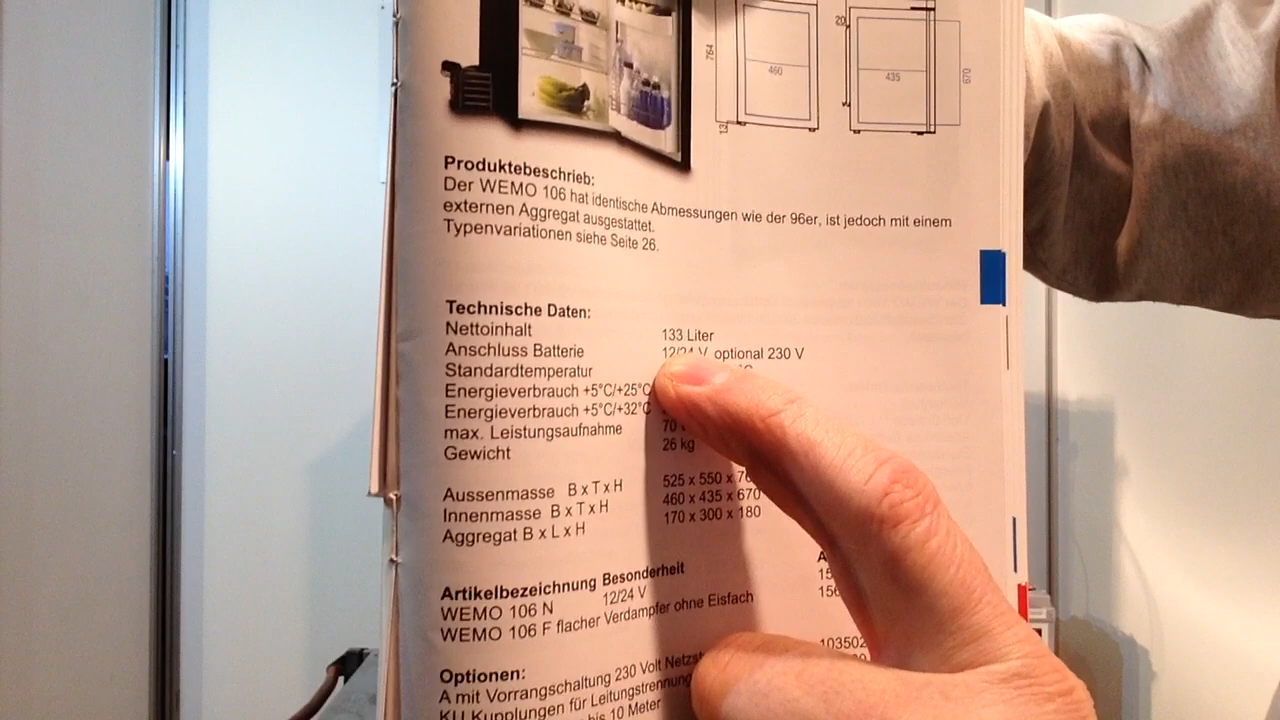 764
460
13
20
435
670
Produktebeschrieb:
Der WEMO 106 hat identische Abmessungen wie der 96er, ist jedoch mit einem
externen Aggregat ausgestattet.
Typenvariationen siehe Seite 26.
Technische Daten:
Nettoinhalt 133 Liter
Anschluss Batterie 12/24 V, optional 230 V
Standardtemperatur
Energieverbrauch +5°C/+25°C
Energieverbrauch +5°C/+32°C
max. Leistungsaufnahme 70
Gewicht 26 kg
Aussenmasse B x T x H 525 x 550 x
Innenmasse B x T x H 460 x 435 x 670
Aggregat B x L x H 170 x 300 x 180
Artikelbezeichnung Besonderheit
WEMO 106 N 12/24 V
WEMO 106 F flacher Verdampfer ohne Eisfach
103502
Optionen:
A mit Vorrangschaltung 230 Volt
KU Kupplungen für Leitungstrennung
bis 10 Meter